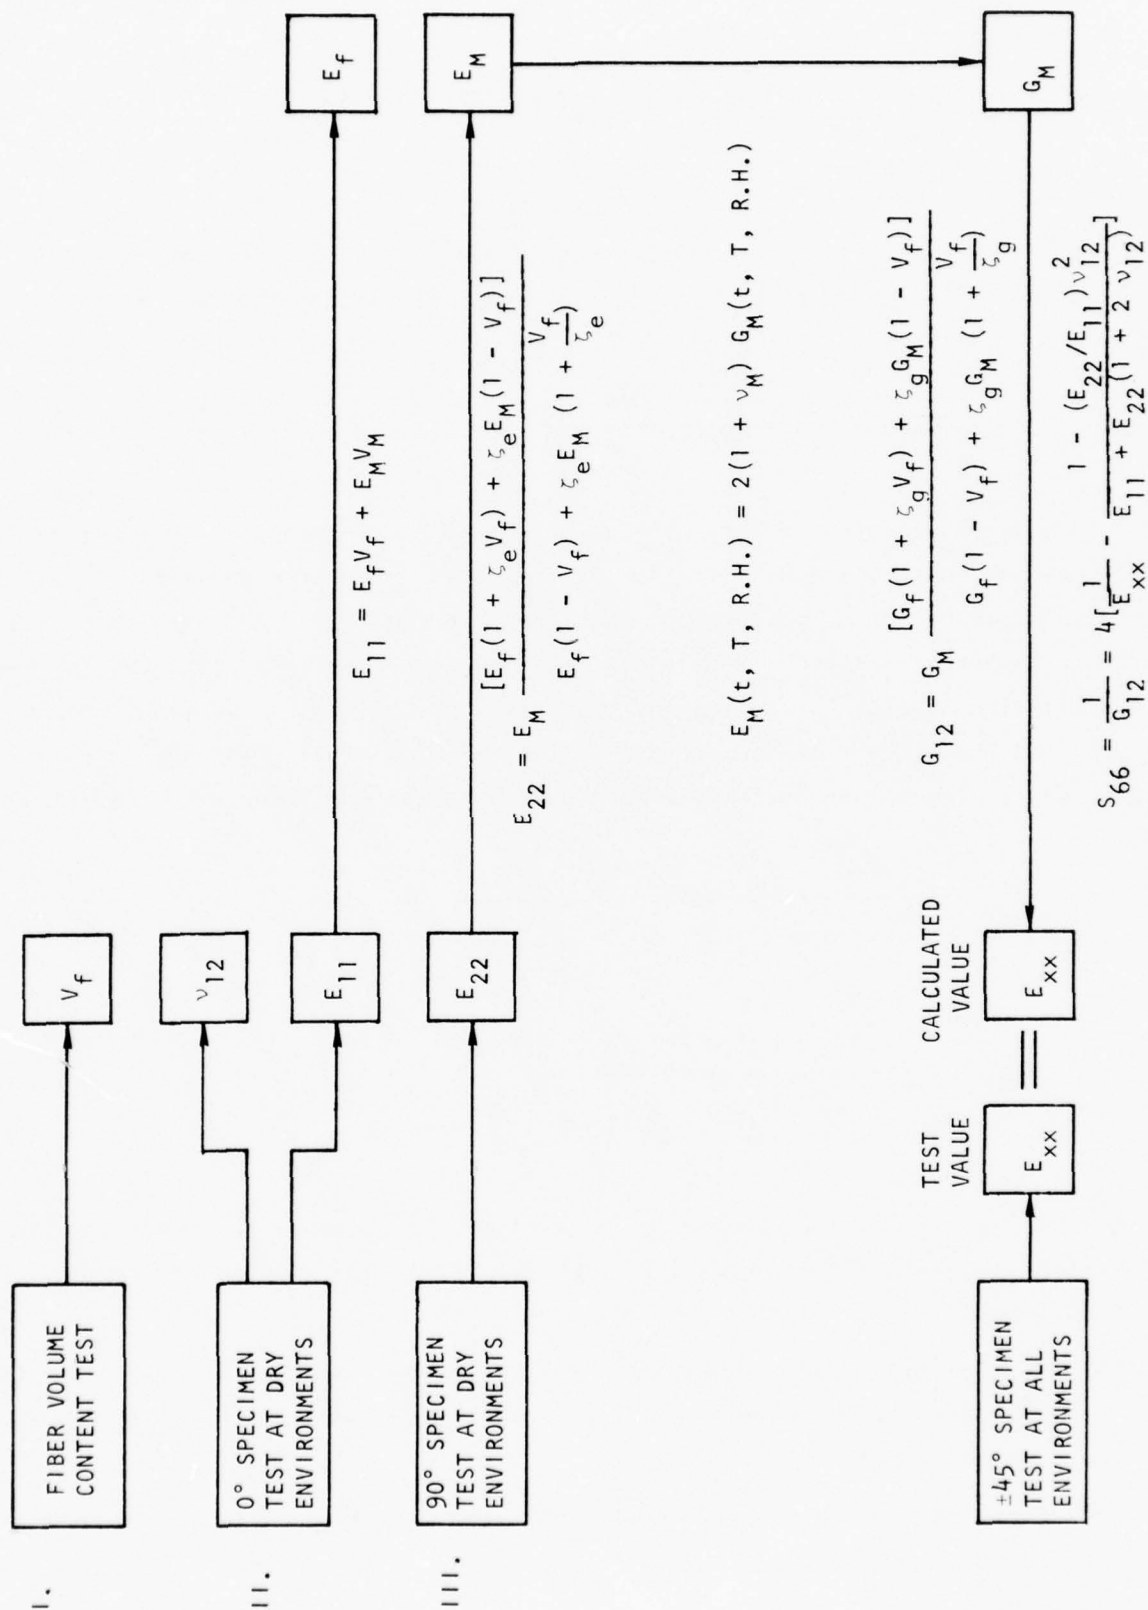 I.
FIBER VOLUME
CONTENT TEST
V_f
II.
0° SPECIMEN
TEST AT DRY
ENVIRONMENTS
ν_12
E_11
E_11 = E_f V_f + E_M V_M
E_f
III.
90° SPECIMEN
TEST AT DRY
ENVIRONMENTS
E_22
E_22 = E_M [E_f(1 + ζ_e V_f) + ζ_e E_M(1 - V_f)]
E_f(1 - V_f) + ζ_e E_M (1 + V_f/ζ_e)
E_M
E_M(t, T, R.H.) = 2(1 + ν_M) G_M(t, T, R.H.)
G_12 = G_M [G_f(1 + ζ_g V_f) + ζ_g G_M(1 - V_f)]
G_f(1 - V_f) + ζ_g G_M (1 + V_f/ζ_g)
G_M
±45° SPECIMEN
TEST AT ALL
ENVIRONMENTS
TEST
VALUE
E_xx
=
CALCULATED
VALUE
E_xx
S_66 = 1/G_12 = 4[1/E_xx - (1 - (E_22/E_11)ν_12^2)/(E_11 + E_22(1 + 2 ν_12)]